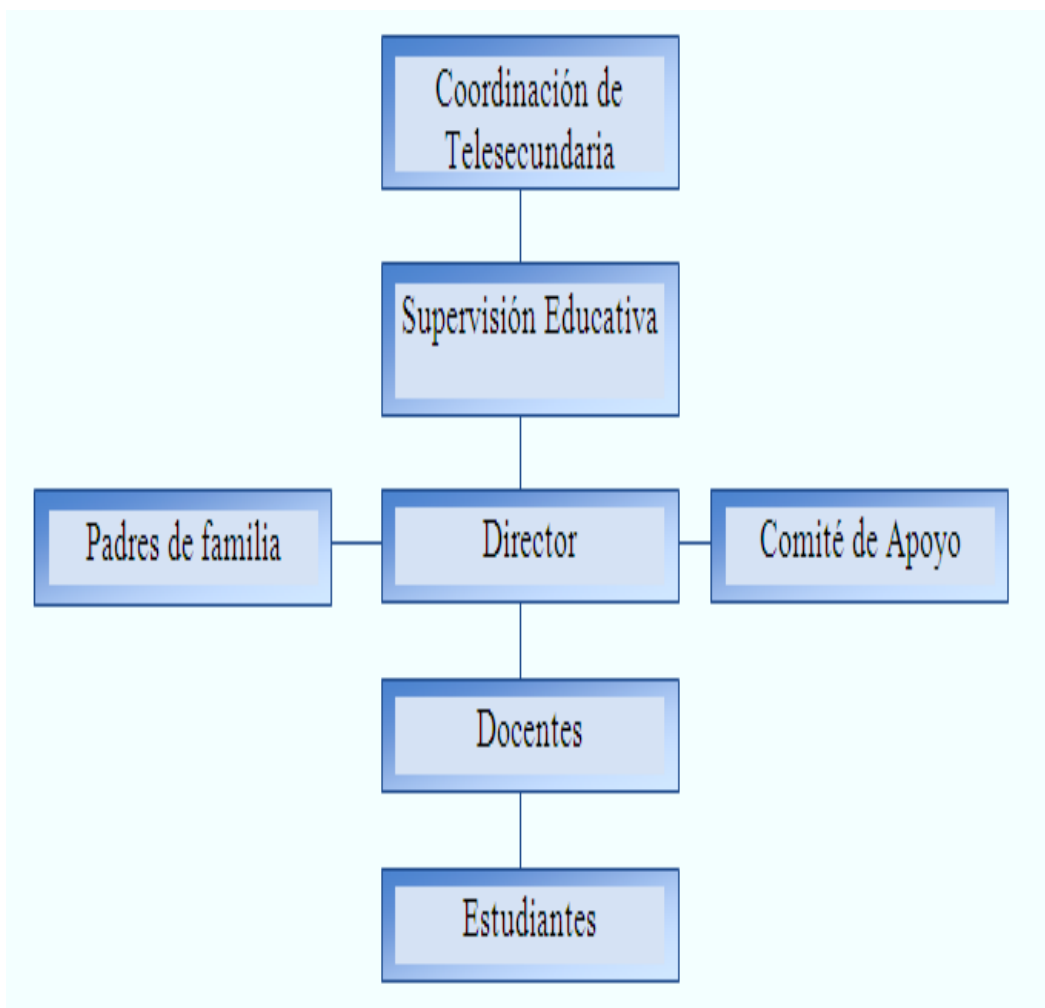 Coordinación de
Telesecundaria
Supervisión Educativa
Padres de familia
Director
Comité de Apoyo
Docentes
Estudiantes